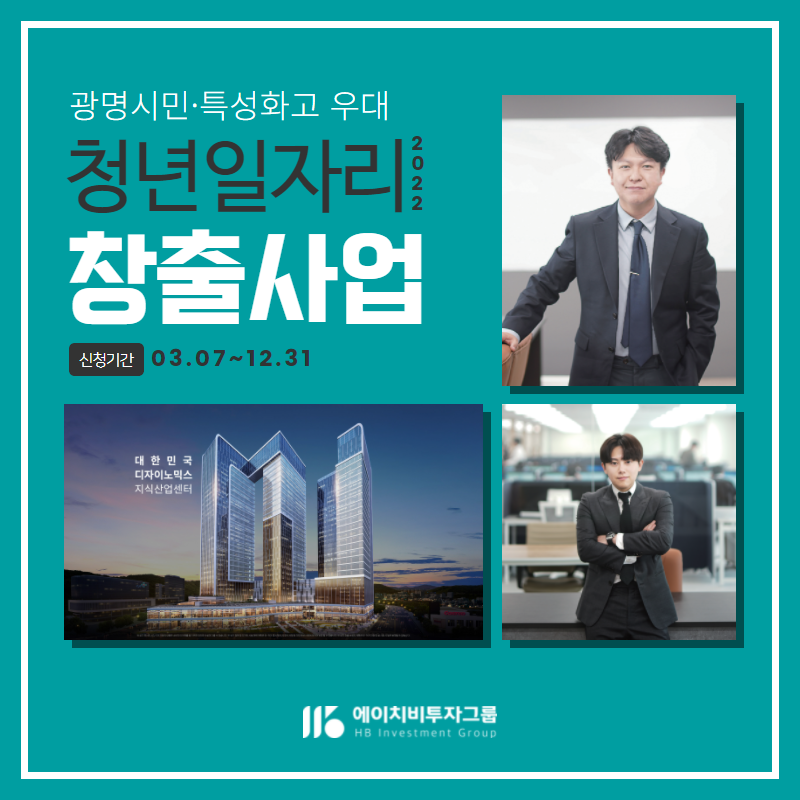 광명시민·특성화고 우대
청년일자리 2022
창출사업
신청기간 03.07~12.31
대한민국
디자이노믹스
지식산업센터
에이치비투자그룹
HB Investment Group